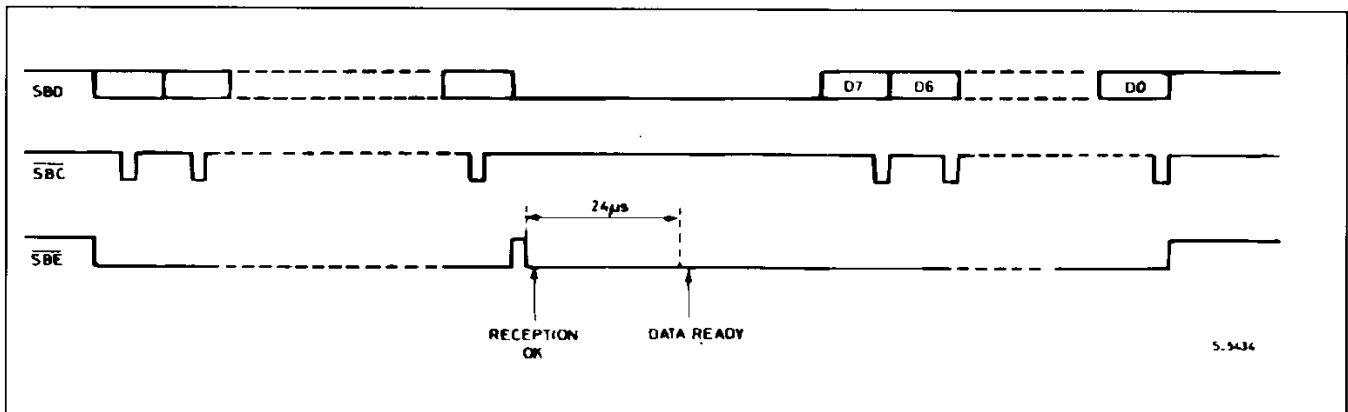 SBD
D7 D6 D0
SBC
24µs
SBE
RECEPTION
OK
DATA READY
5-5434